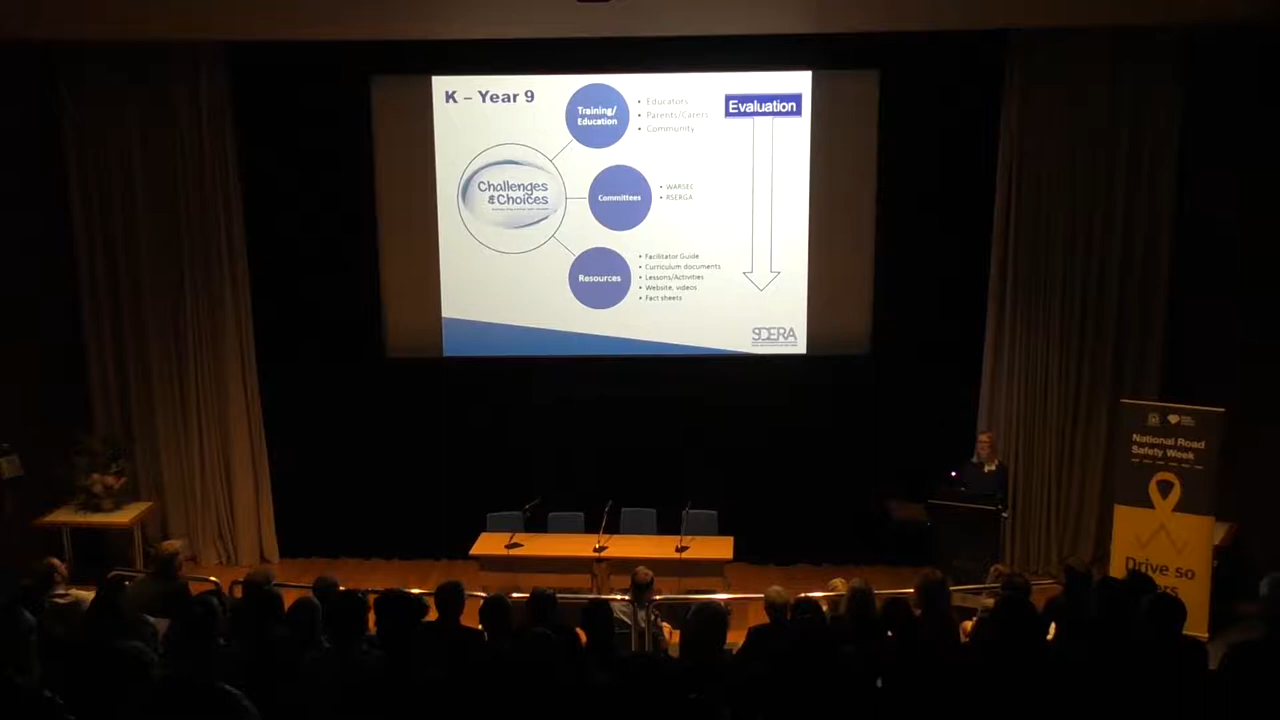 K – Year 9
Training/
Education
• Educators
• Parents/Carers
• Community
Evaluation
Challenges
& Choices
Committees
• WARSEC
• RSERGA
Resources
• Facilitator Guide
• Curriculum documents
• Lessons/Activities
• Website, videos
• Fact sheets
SDERA
National Road
Safety Week
Drive so